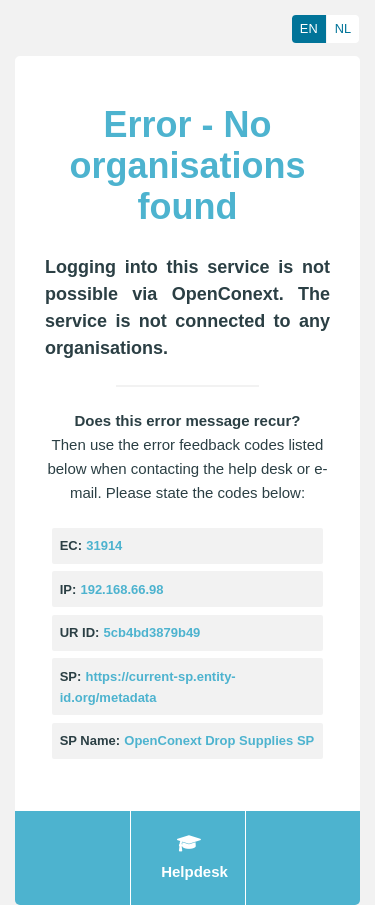 EN NL
Error - No
organisations
found
Logging into this service is not
possible via OpenConext. The
service is not connected to any
organisations.
Does this error message recur?
Then use the error feedback codes listed
below when contacting the help desk or e-
mail. Please state the codes below:
EC: 31914
IP: 192.168.66.98
UR ID: 5cb4bd3879b49
SP: https://current-sp.entity-
id.org/metadata
SP Name: OpenConext Drop Supplies SP
Helpdesk